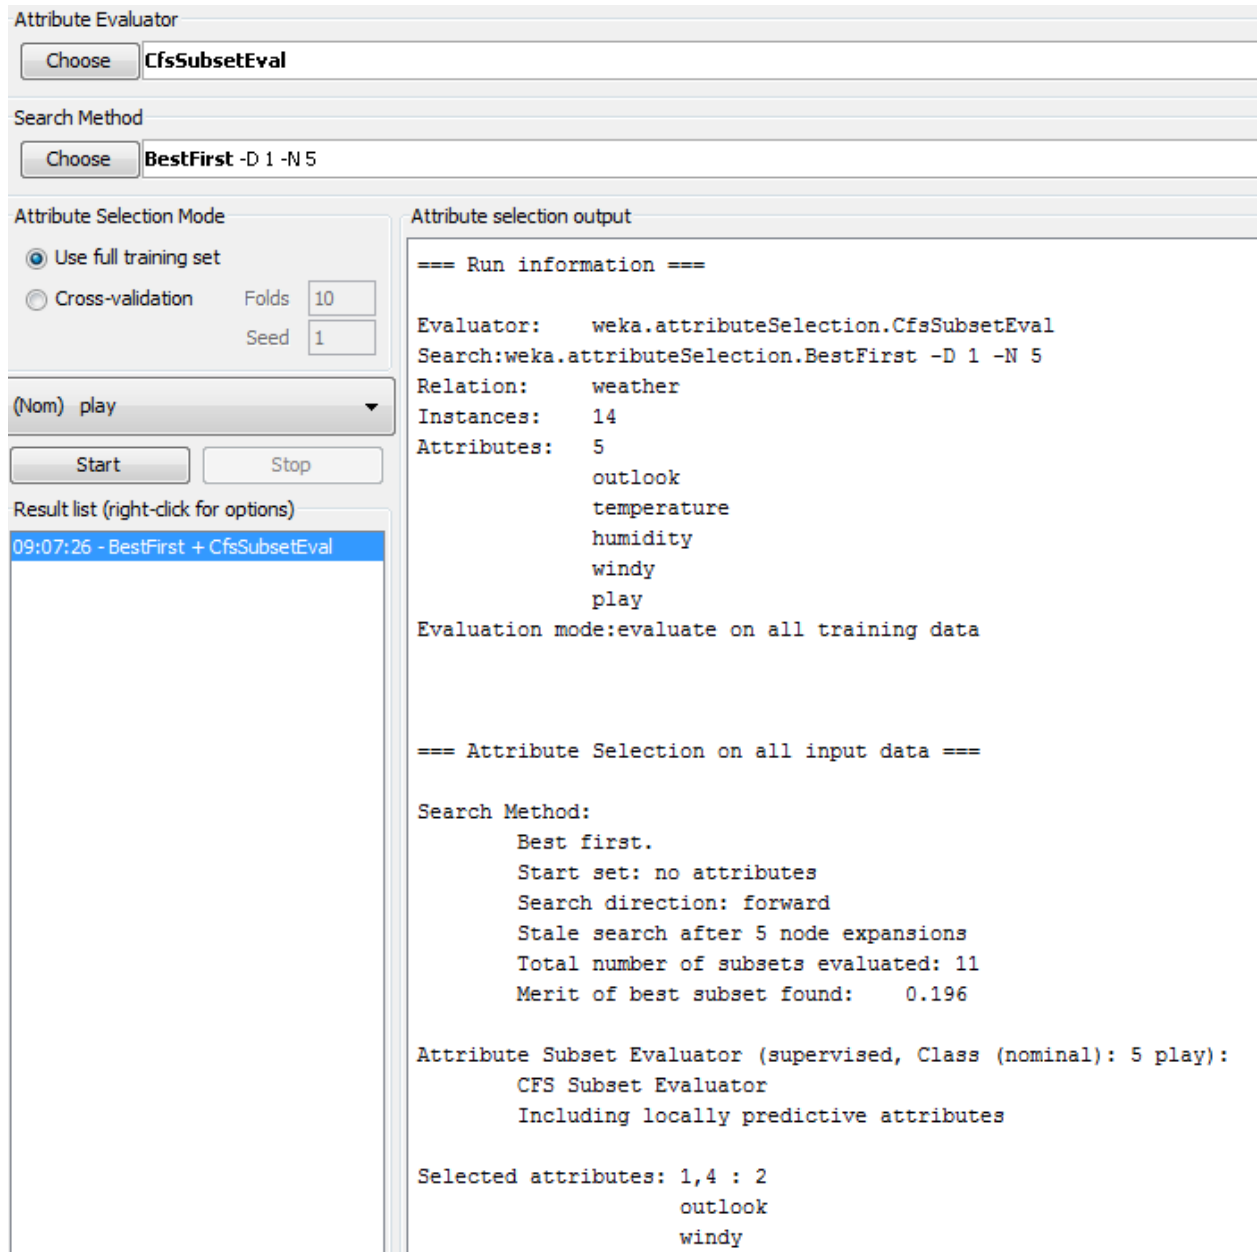 Attribute Evaluator
Choose CfsSubsetEval
Search Method
Choose BestFirst -D 1 -N 5
Attribute Selection Mode
Use full training set
Cross-validation Folds 10
Seed 1
(Nom) play
Start Stop
Result list (right-click for options)
09:07:26 - BestFirst + CfsSubsetEval
Attribute selection output
=== Run information ===
Evaluator: weka.attributeSelection.CfsSubsetEval
Search:weka.attributeSelection.BestFirst -D 1 -N 5
Relation: weather
Instances: 14
Attributes: 5
outlook
temperature
humidity
windy
play
Evaluation mode:evaluate on all training data
=== Attribute Selection on all input data ===
Search Method:
Best first.
Start set: no attributes
Search direction: forward
Stale search after 5 node expansions
Total number of subsets evaluated: 11
Merit of best subset found: 0.196
Attribute Subset Evaluator (supervised, Class (nominal): 5 play):
CFS Subset Evaluator
Including locally predictive attributes
Selected attributes: 1,4 : 2
outlook
windy